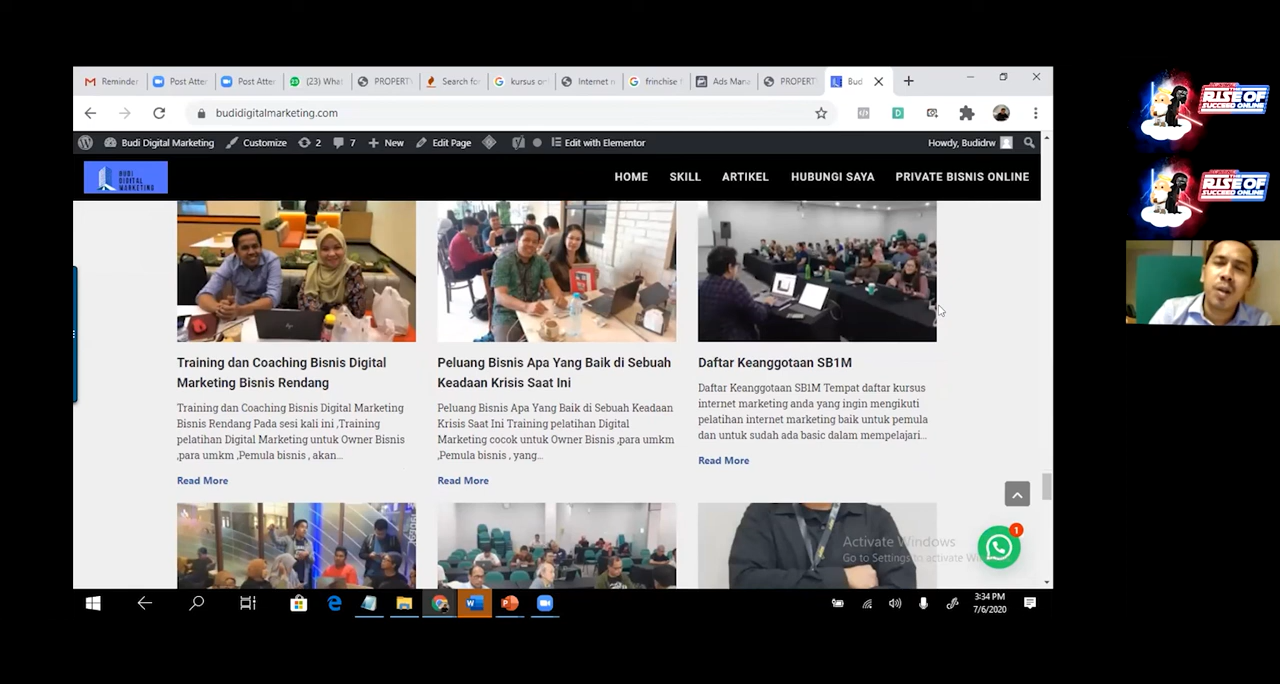 Reminder
Post Atter
Post Atter
(23) Wha
PROPERT
Search fo
kursus on
Internet n
frinchise
Ads Mana
PROPERT
Bud
budidigitalmarketing.com
Budi Digital Marketing
Customize
2
7
New
Edit Page
Edit with Elementor
Howdy, Budidrw
BUDI
DIGITAL
MARKETING
HOME
SKILL
ARTIKEL
HUBUNGI SAYA
PRIVATE BISNIS ONLINE
Training dan Coaching Bisnis Digital
Marketing Bisnis Rendang
Training dan Coaching Bisnis Digital Marketing
Bisnis Rendang Pada sesi kali ini ,Training
pelatihan Digital Marketing untuk Owner Bisnis
,para umkm ,Pemula bisnis , akan...
Read More
Peluang Bisnis Apa Yang Baik di Sebuah
Keadaan Krisis Saat Ini
Peluang Bisnis Apa Yang Baik di Sebuah Keadaan
Krisis Saat Ini Training pelatihan Digital
Marketing cocok untuk Owner Bisnis ,para umkm
,Pemula bisnis , yang...
Read More
Daftar Keanggotaan SB1M
Daftar Keanggotaan SB1M Tempat daftar kursus
internet marketing anda yang ingin mengikuti
pelatihan internet marketing baik untuk pemula
dan untuk sudah ada basic dalam mempelajari...
Read More
Activate Windows
Go to Settings to activate Wi
1
3:34 PM
7/6/2020
RISE OF
SUCCEED ONLINE
RISE OF
SUCCEED ONLINE